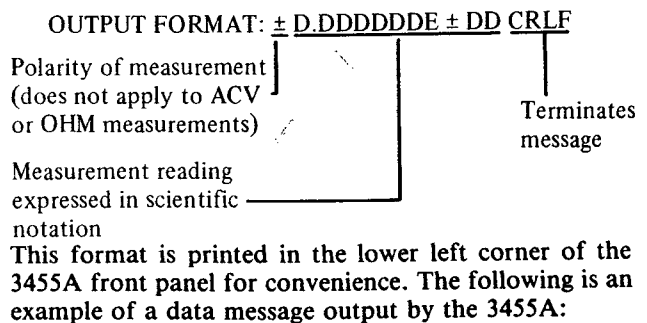 OUTPUT FORMAT: ± D.DDDDDDE ± DD CRLF
Polarity of measurement
(does not apply to ACV
or OHM measurements)
Terminates
message
Measurement reading
expressed in scientific
notation
This format is printed in the lower left corner of the
3455A front panel for convenience. The following is an
example of a data message output by the 3455A: